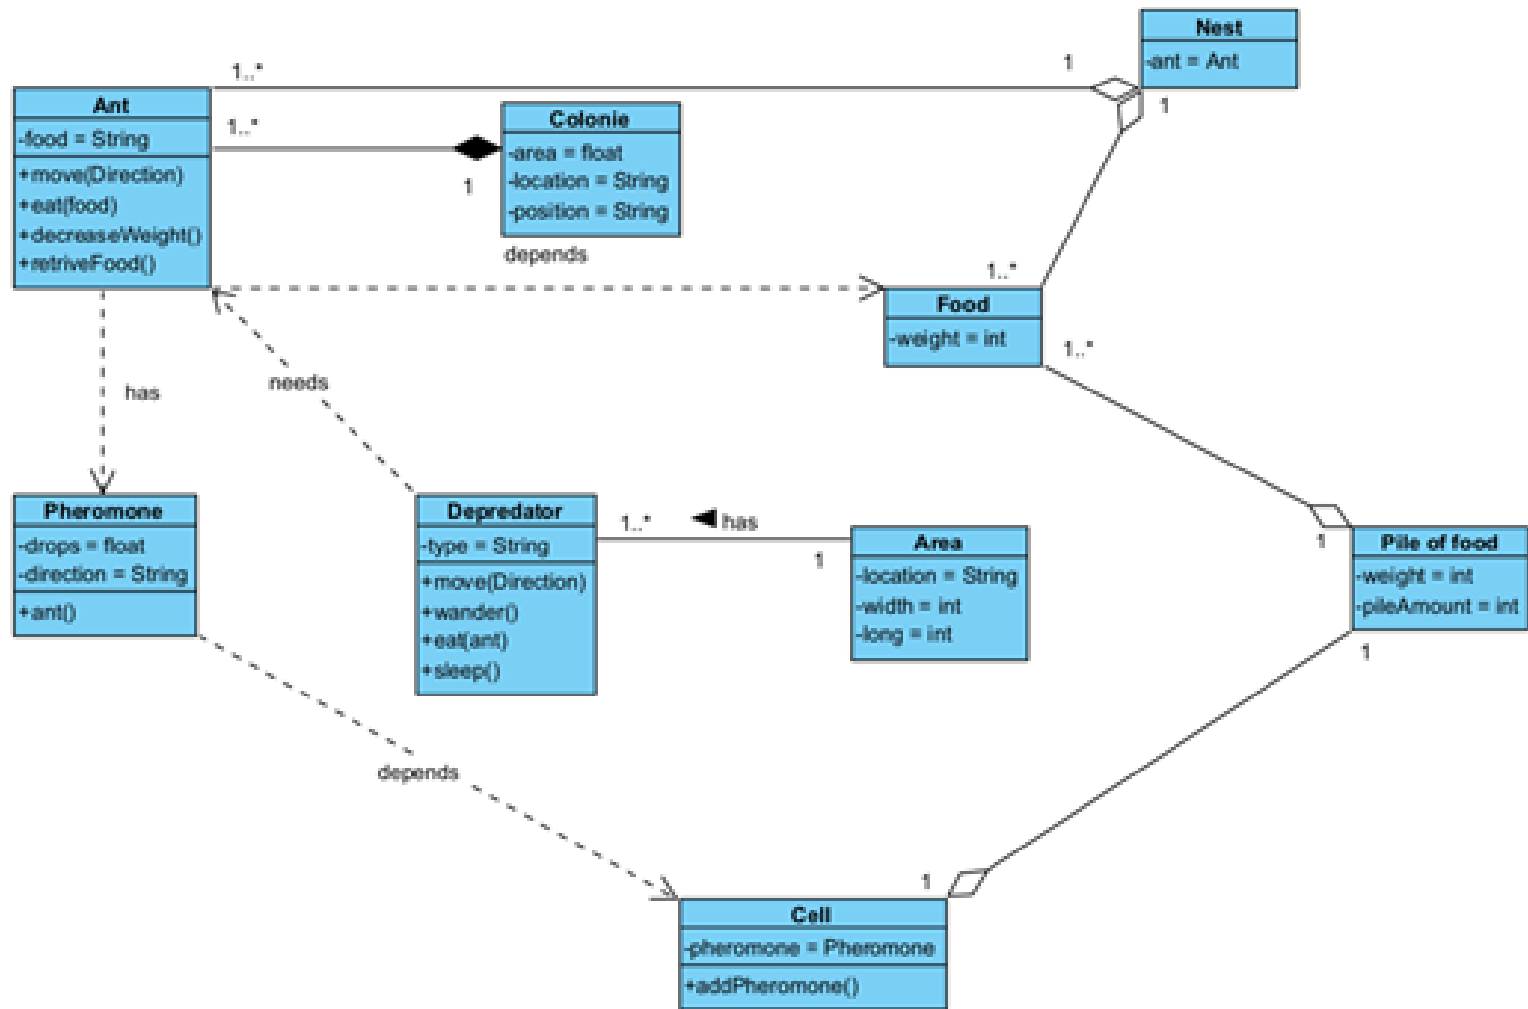 Nest
-ant = Ant
1..*
1
1
Ant
-food = String
+move(Direction)
+eat(food)
+decreaseWeight()
+retriveFood()
1..*
1
Colonie
-area = float
-location = String
-position = String
depends
1..*
Food
-weight = int
1..*
needs
has
Pheromone
-drops = float
-direction = String
+ant()
Depredator
-type = String
+move(Direction)
+wander()
+eat(ant)
+sleep()
1..*
has
1
Area
-location = String
-width = int
-long = int
1
Pile of food
-weight = int
-pileAmount = int
1
depends
1
Cell
-pheromone = Pheromone
+addPheromone()